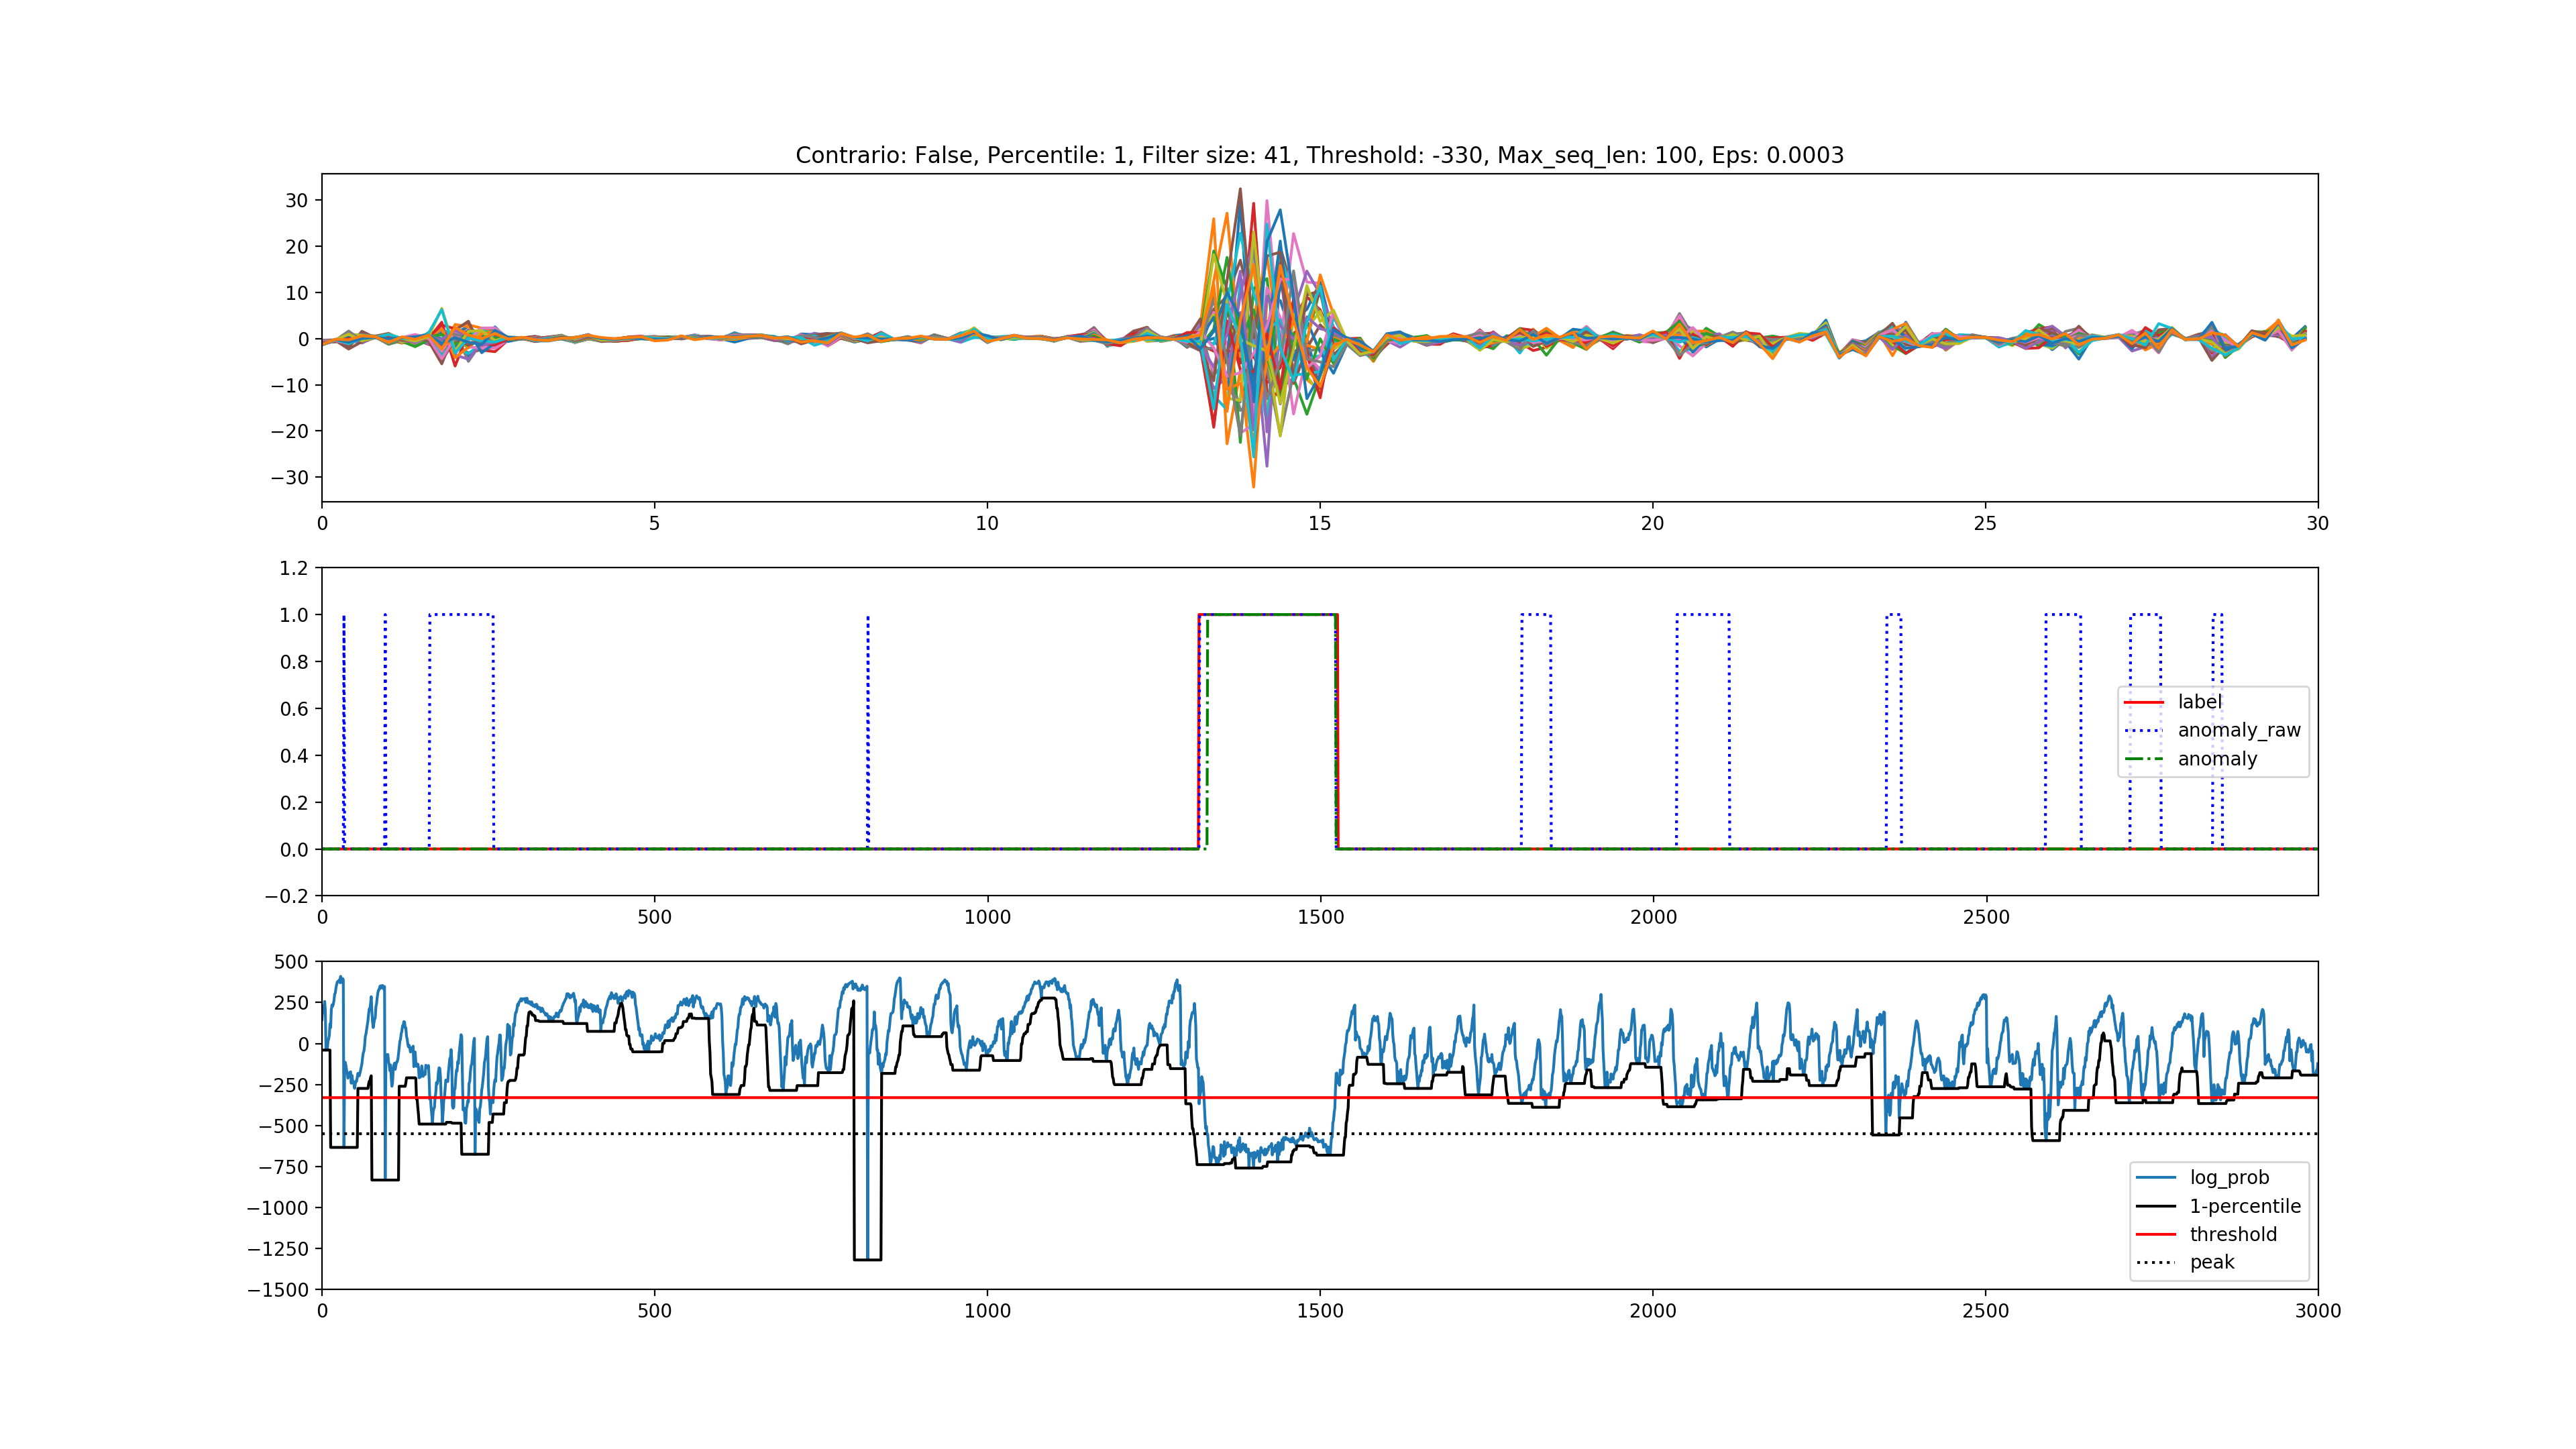 Contrario: False, Percentile: 1, Filter size: 41, Threshold: -330, Max_seq_len: 100, Eps: 0.0003
30
20
10
0
−10
−20
−30
0 5 10 15 20 25 30
1.2
1.0
0.8
0.6
0.4
0.2
0.0
−0.2
label
anomaly_raw
anomaly
0 500 1000 1500 2000 2500
500
250
0
−250
−500
−750
−1000
−1250
−1500
log_prob
1-percentile
threshold
peak
0 500 1000 1500 2000 2500 3000